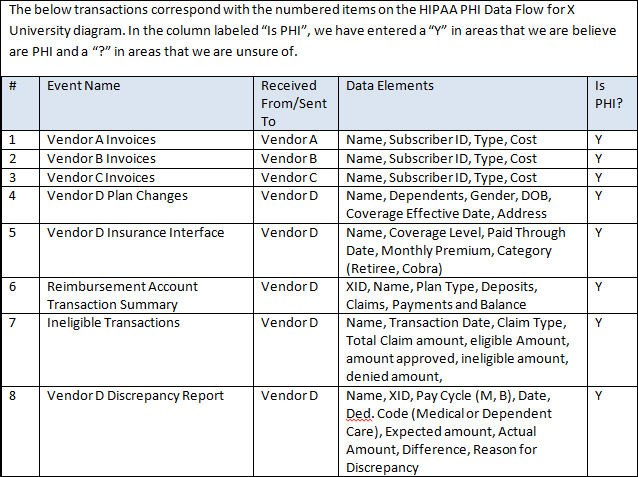 The below transactions correspond with the numbered items on the HIPAA PHI Data Flow for X
University diagram. In the column labeled "Is PHI", we have entered a "Y" in areas that we are believe
are PHI and a "?" in areas that we are unsure of.
# Event Name Received From/Sent To Data Elements Is PHI?
1 Vendor A Invoices Vendor A Name, Subscriber ID, Type, Cost Y
2 Vendor B Invoices Vendor B Name, Subscriber ID, Type, Cost Y
3 Vendor C Invoices Vendor C Name, Subscriber ID, Type, Cost Y
4 Vendor D Plan Changes Vendor D Name, Dependents, Gender, DOB, Y
Coverage Effective Date, Address
5 Vendor D Insurance Interface Vendor D Name, Coverage Level, Paid Through Y
Date, Monthly Premium, Category
(Retiree, Cobra)
6 Reimbursement Account Vendor D XID, Name, Plan Type, Deposits, Y
Transaction Summary Claims, Payments and Balance
7 Ineligible Transactions Vendor D Name, Transaction Date, Claim Type, Y
Total Claim amount, eligible Amount,
amount approved, ineligible amount,
denied amount,
8 Vendor D Discrepancy Report Vendor D Name, XID, Pay Cycle (M, B), Date, Y
Ded. Code (Medical or Dependent
Care), Expected amount, Actual
Amount, Difference, Reason for
Discrepancy